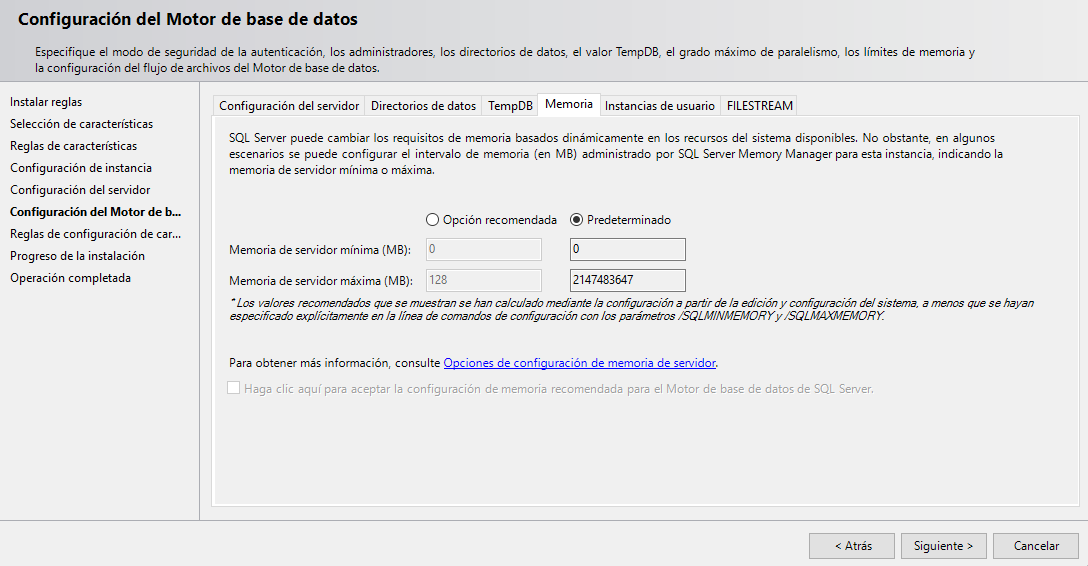 Configuración del Motor de base de datos
Especifique el modo de seguridad de la autenticación, los administradores, los directorios de datos, el valor TempDB, el grado máximo de paralelismo, los límites de memoria y
la configuración del flujo de archivos del Motor de base de datos.
Instalar reglas
Selección de características
Reglas de características
Configuración de instancia
Configuración del servidor
Configuración del Motor de b...
Reglas de configuración de car...
Progreso de la instalación
Operación completada
Configuración del servidor Directorios de datos TempDB Memoria Instancias de usuario FILESTREAM
SQL Server puede cambiar los requisitos de memoria basados dinámicamente en los recursos del sistema disponibles. No obstante, en algunos
escenarios se puede configurar el intervalo de memoria (en MB) administrado por SQL Server Memory Manager para esta instancia, indicando la
memoria de servidor mínima o máxima.
Opción recomendada Predeterminado
Memoria de servidor mínima (MB): 0 0
Memoria de servidor máxima (MB): 128 2147483647
* Los valores recomendados que se muestran se han calculado mediante la configuración a partir de la edición y configuración del sistema, a menos que se hayan
especificado explícitamente en la línea de comandos de configuración con los parámetros /SQLMINMEMORY y /SQLMAXMEMORY.
Para obtener más información, consulte Opciones de configuración de memoria de servidor.
Haga clic aquí para aceptar la configuración de memoria recomendada para el Motor de base de datos de SQL Server.
< Atrás Siguiente > Cancelar